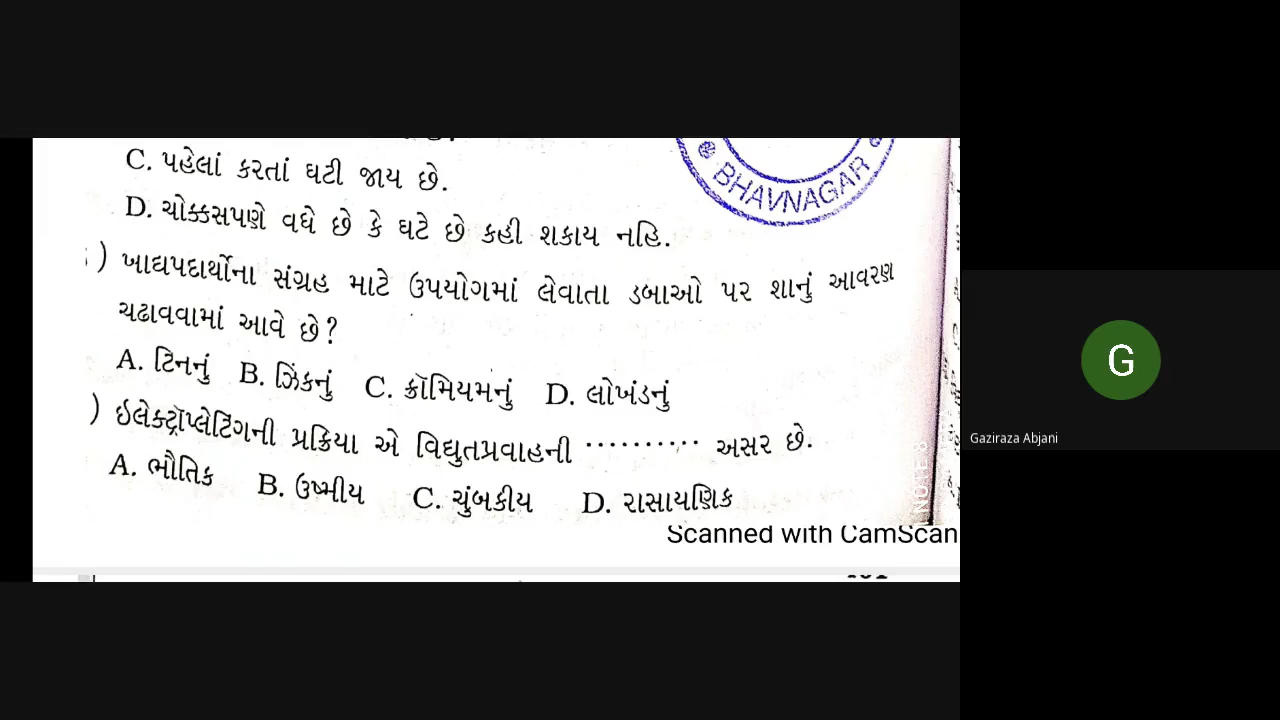 C. પહેલાં કરતાં ઘટી જાય છે.
BHAVNAGAR
D. ચોક્કસપણે વધે છે કે ઘટે છે કહી શકાય નહિ.
) ખાદ્યપદાર્થોના સંગ્રહ માટે ઉપયોગમાં લેવાતા ડબાઓ પર શાનું આવરણ
ચઢાવવામાં આવે છે?
A. ટિનનું B. ઝિંકનું C. ક્રૉમિયમનું D. લોખંડનું
) ઇલેક્ટ્રૉપ્લેટિંગની પ્રક્રિયા એ વિદ્યુતપ્રવાહની .......... અસર છે.
A. ભૌતિક B. ઉષ્મીય C. ચુંબકીય D. રાસાયણિક
Scanned with CamScan
G
Gaziraza Abjani